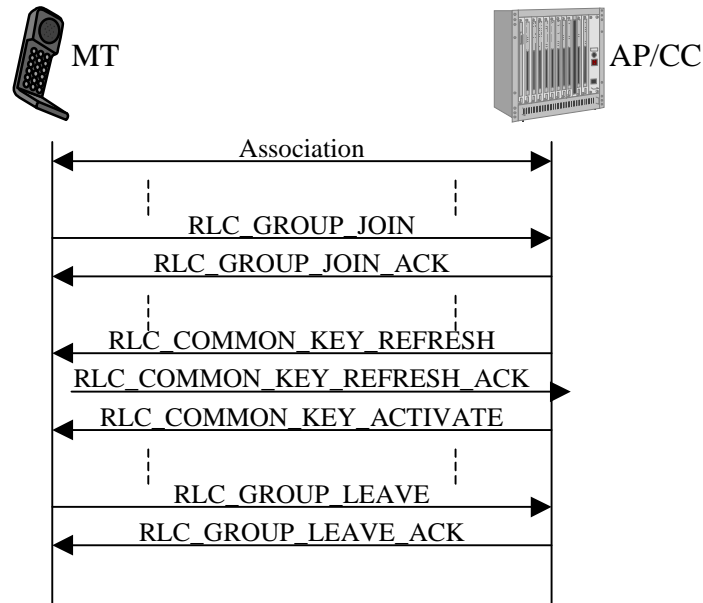 MT
AP/CC
Association
RLC_GROUP_JOIN
RLC_GROUP_JOIN_ACK
RLC_COMMON_KEY_REFRESH
RLC_COMMON_KEY_REFRESH_ACK
RLC_COMMON_KEY_ACTIVATE
RLC_GROUP_LEAVE
RLC_GROUP_LEAVE_ACK